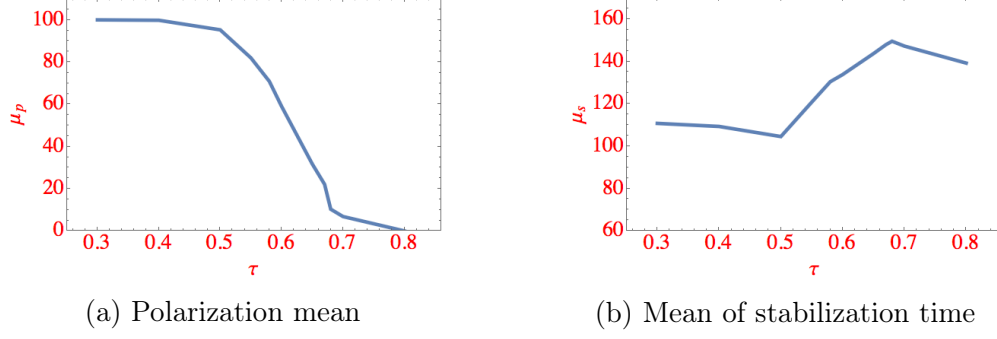 100
80
60
40
20
0
μp
0.3 0.4 0.5 0.6 0.7 0.8
τ
(a) Polarization mean
160
140
120
100
80
60
μs
0.3 0.4 0.5 0.6 0.7 0.8
τ
(b) Mean of stabilization time